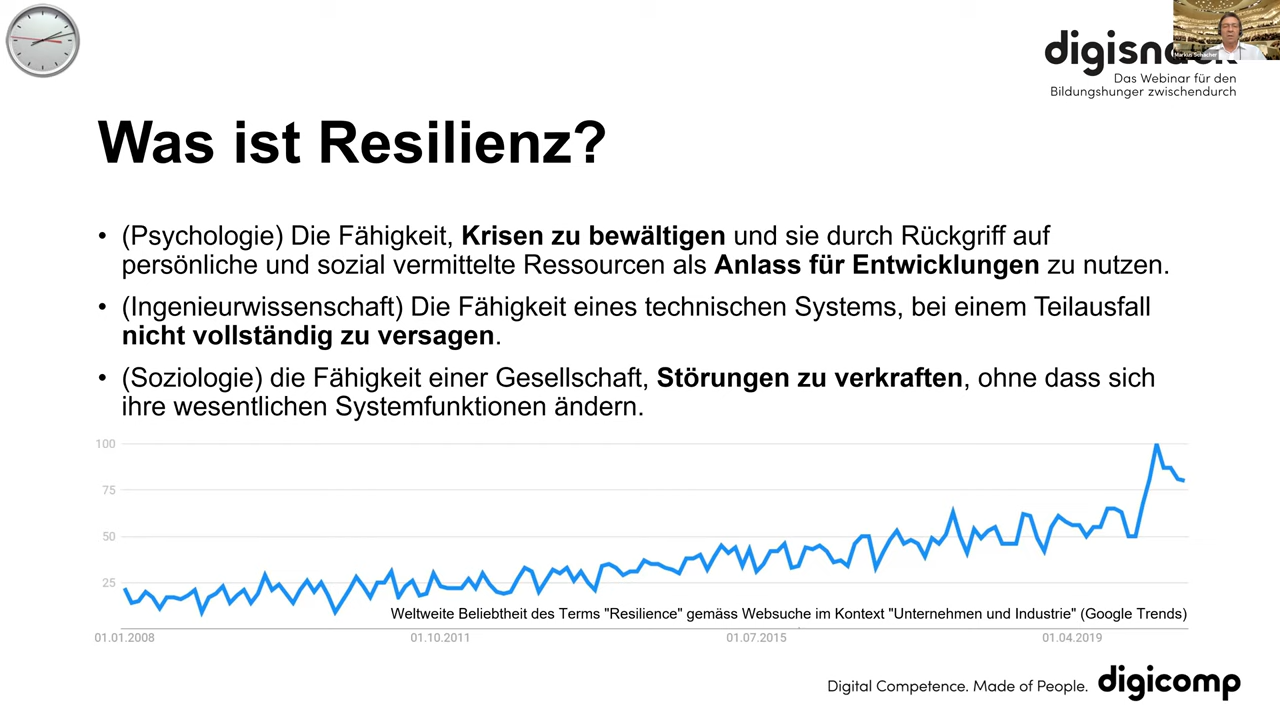 digisnack
Markus Schacher
Das Webinar für den
Bildungshunger zwischendurch
Was ist Resilienz?
• (Psychologie) Die Fähigkeit, Krisen zu bewältigen und sie durch Rückgriff auf
persönliche und sozial vermittelte Ressourcen als Anlass für Entwicklungen zu nutzen.
• (Ingenieurwissenschaft) Die Fähigkeit eines technischen Systems, bei einem Teilausfall
nicht vollständig zu versagen.
• (Soziologie) die Fähigkeit einer Gesellschaft, Störungen zu verkraften, ohne dass sich
ihre wesentlichen Systemfunktionen ändern.
100
75
50
25
Weltweite Beliebtheit des Terms "Resilience" gemäss Websuche im Kontext "Unternehmen und Industrie" (Google Trends)
01.01.2008 01.10.2011 01.07.2015 01.04.2019
Digital Competence. Made of People. digicomp